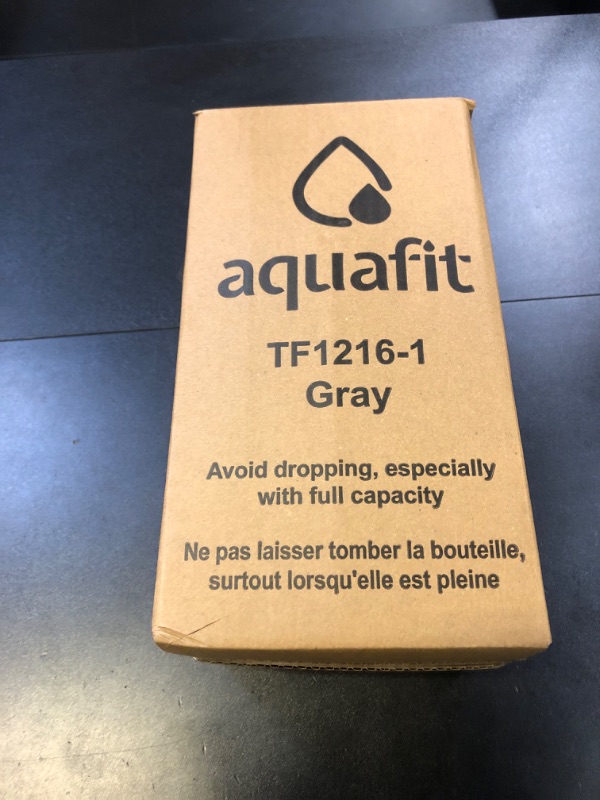 aquafit
TF1216-1
Gray
Avoid dropping, especially
with full capacity
Ne pas laisser tomber la bouteille,
surtout lorsqu'elle est pleine